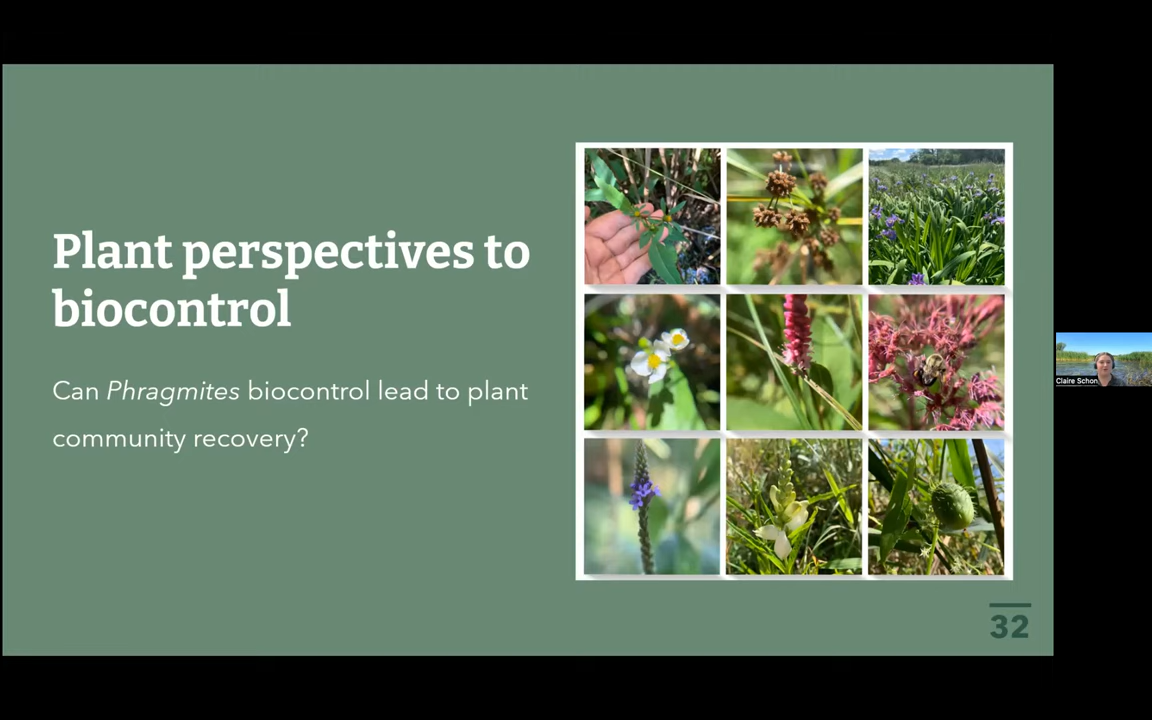 Plant perspectives to
biocontrol
Can Phragmites biocontrol lead to plant
community recovery?
32
Claire Schon